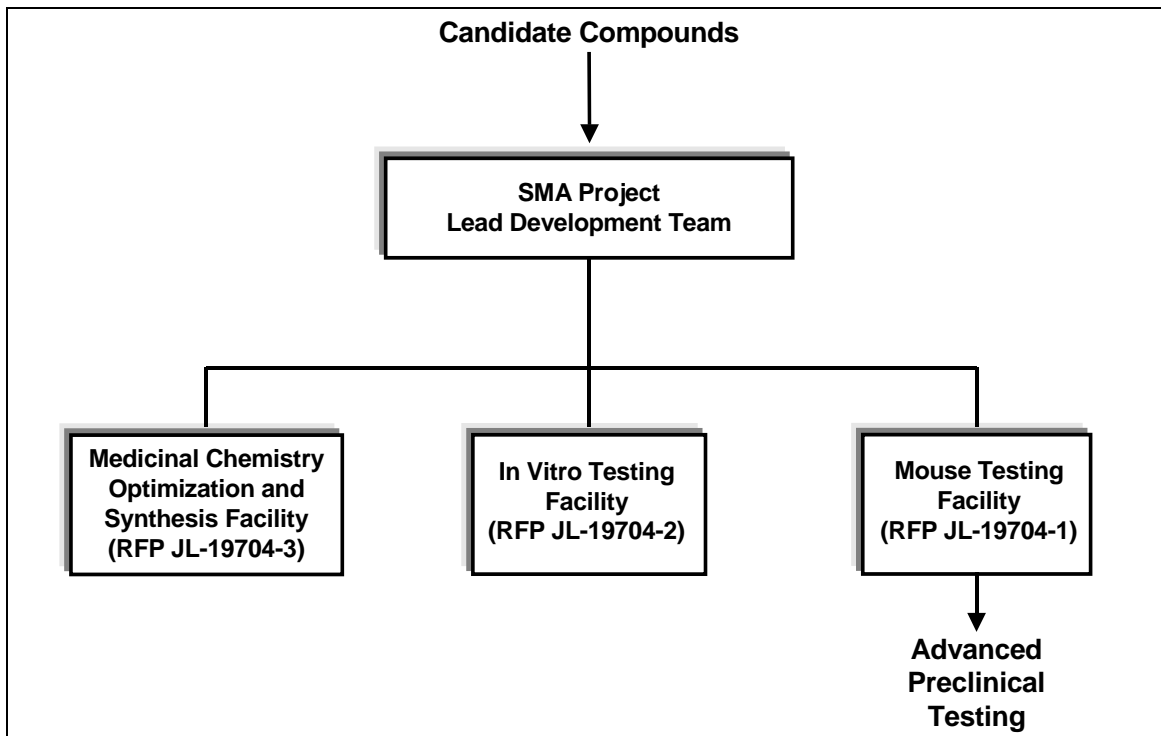 Candidate Compounds
SMA Project
Lead Development Team
Medicinal Chemistry
Optimization and
Synthesis Facility
(RFP JL-19704-3)
In Vitro Testing
Facility
(RFP JL-19704-2)
Mouse Testing
Facility
(RFP JL-19704-1)
Advanced
Preclinical
Testing